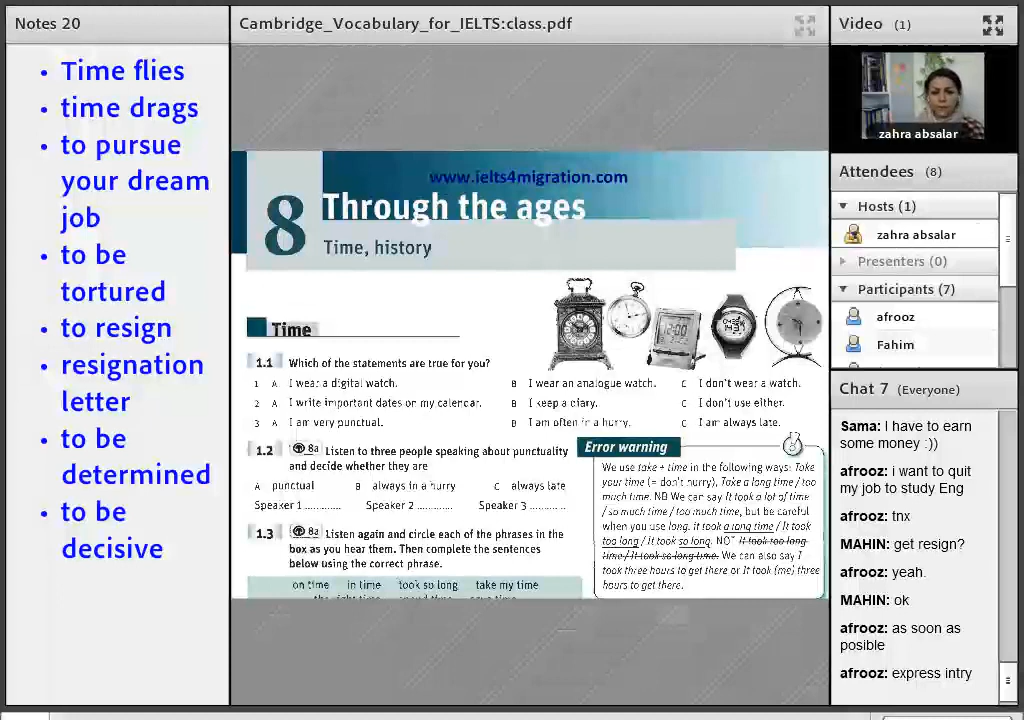 Notes 20
• Time flies
• time drags
• to pursue
your dream
job
• to be
tortured
• to resign
• resignation
letter
• to be
determined
• to be
decisive
Cambridge_Vocabulary_for_IELTS:class.pdf
www.ielts4migration.com
8 Through the ages
Time, history
Time
1.1 Which of the statements are true for you?
1 A I wear a digital watch. B I wear an analogue watch. C I don't wear a watch.
2 A I write important dates on my calendar. B I keep a diary. C I don't use either.
3 A I am very punctual. B I am often in a hurry. C I am always late.
1.2 8a Listen to three people speaking about punctuality
and decide whether they are
A punctual B always in a hurry C always late
Speaker 1 ............ Speaker 2 ............ Speaker 3 ............
1.3 8a Listen again and circle each of the phrases in the
box as you hear them. Then complete the sentences
below using the correct phrase.
on time in time took so long take my time
Error warning
We use take + time in the following ways: Take
your time (= don't hurry), Take a long time / too
much time. NB We can say It took a lot of time
/ so much time / too much time, but be careful
when you use long. it took a long time / It took
too long / It took so long. NOT It took too long
time / It took so long time. We can also say I
took three hours to get there or It took (me) three
hours to get there.
Video (1)
zahra absalar
Attendees (8)
Hosts (1)
zahra absalar
Presenters (0)
Participants (7)
afrooz
Fahim
Chat 7 (Everyone)
Sama: I have to earn
some money :))
afrooz: i want to quit
my job to study Eng
afrooz: tnx
MAHIN: get resign?
afrooz: yeah.
MAHIN: ok
afrooz: as soon as
posible
afrooz: express intry